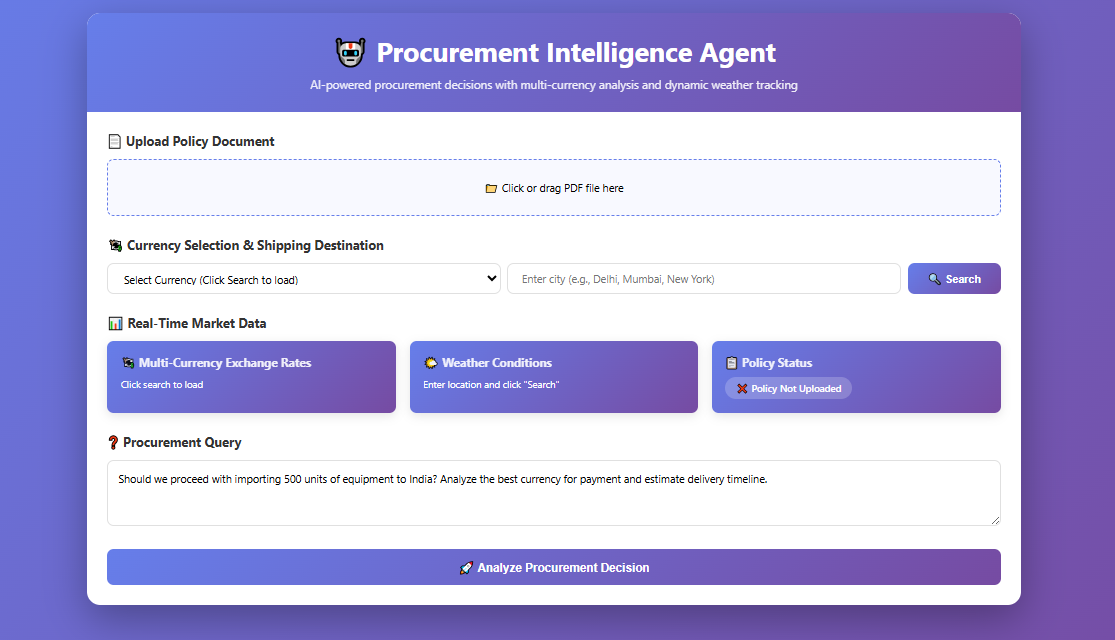 Procurement Intelligence Agent
AI-powered procurement decisions with multi-currency analysis and dynamic weather tracking
Upload Policy Document
Click or drag PDF file here
Currency Selection & Shipping Destination
Select Currency (Click Search to load)
Enter city (e.g., Delhi, Mumbai, New York)
Search
Real-Time Market Data
Multi-Currency Exchange Rates
Click search to load
Weather Conditions
Enter location and click "Search"
Policy Status
Policy Not Uploaded
Procurement Query
Should we proceed with importing 500 units of equipment to India? Analyze the best currency for payment and estimate delivery timeline.
Analyze Procurement Decision